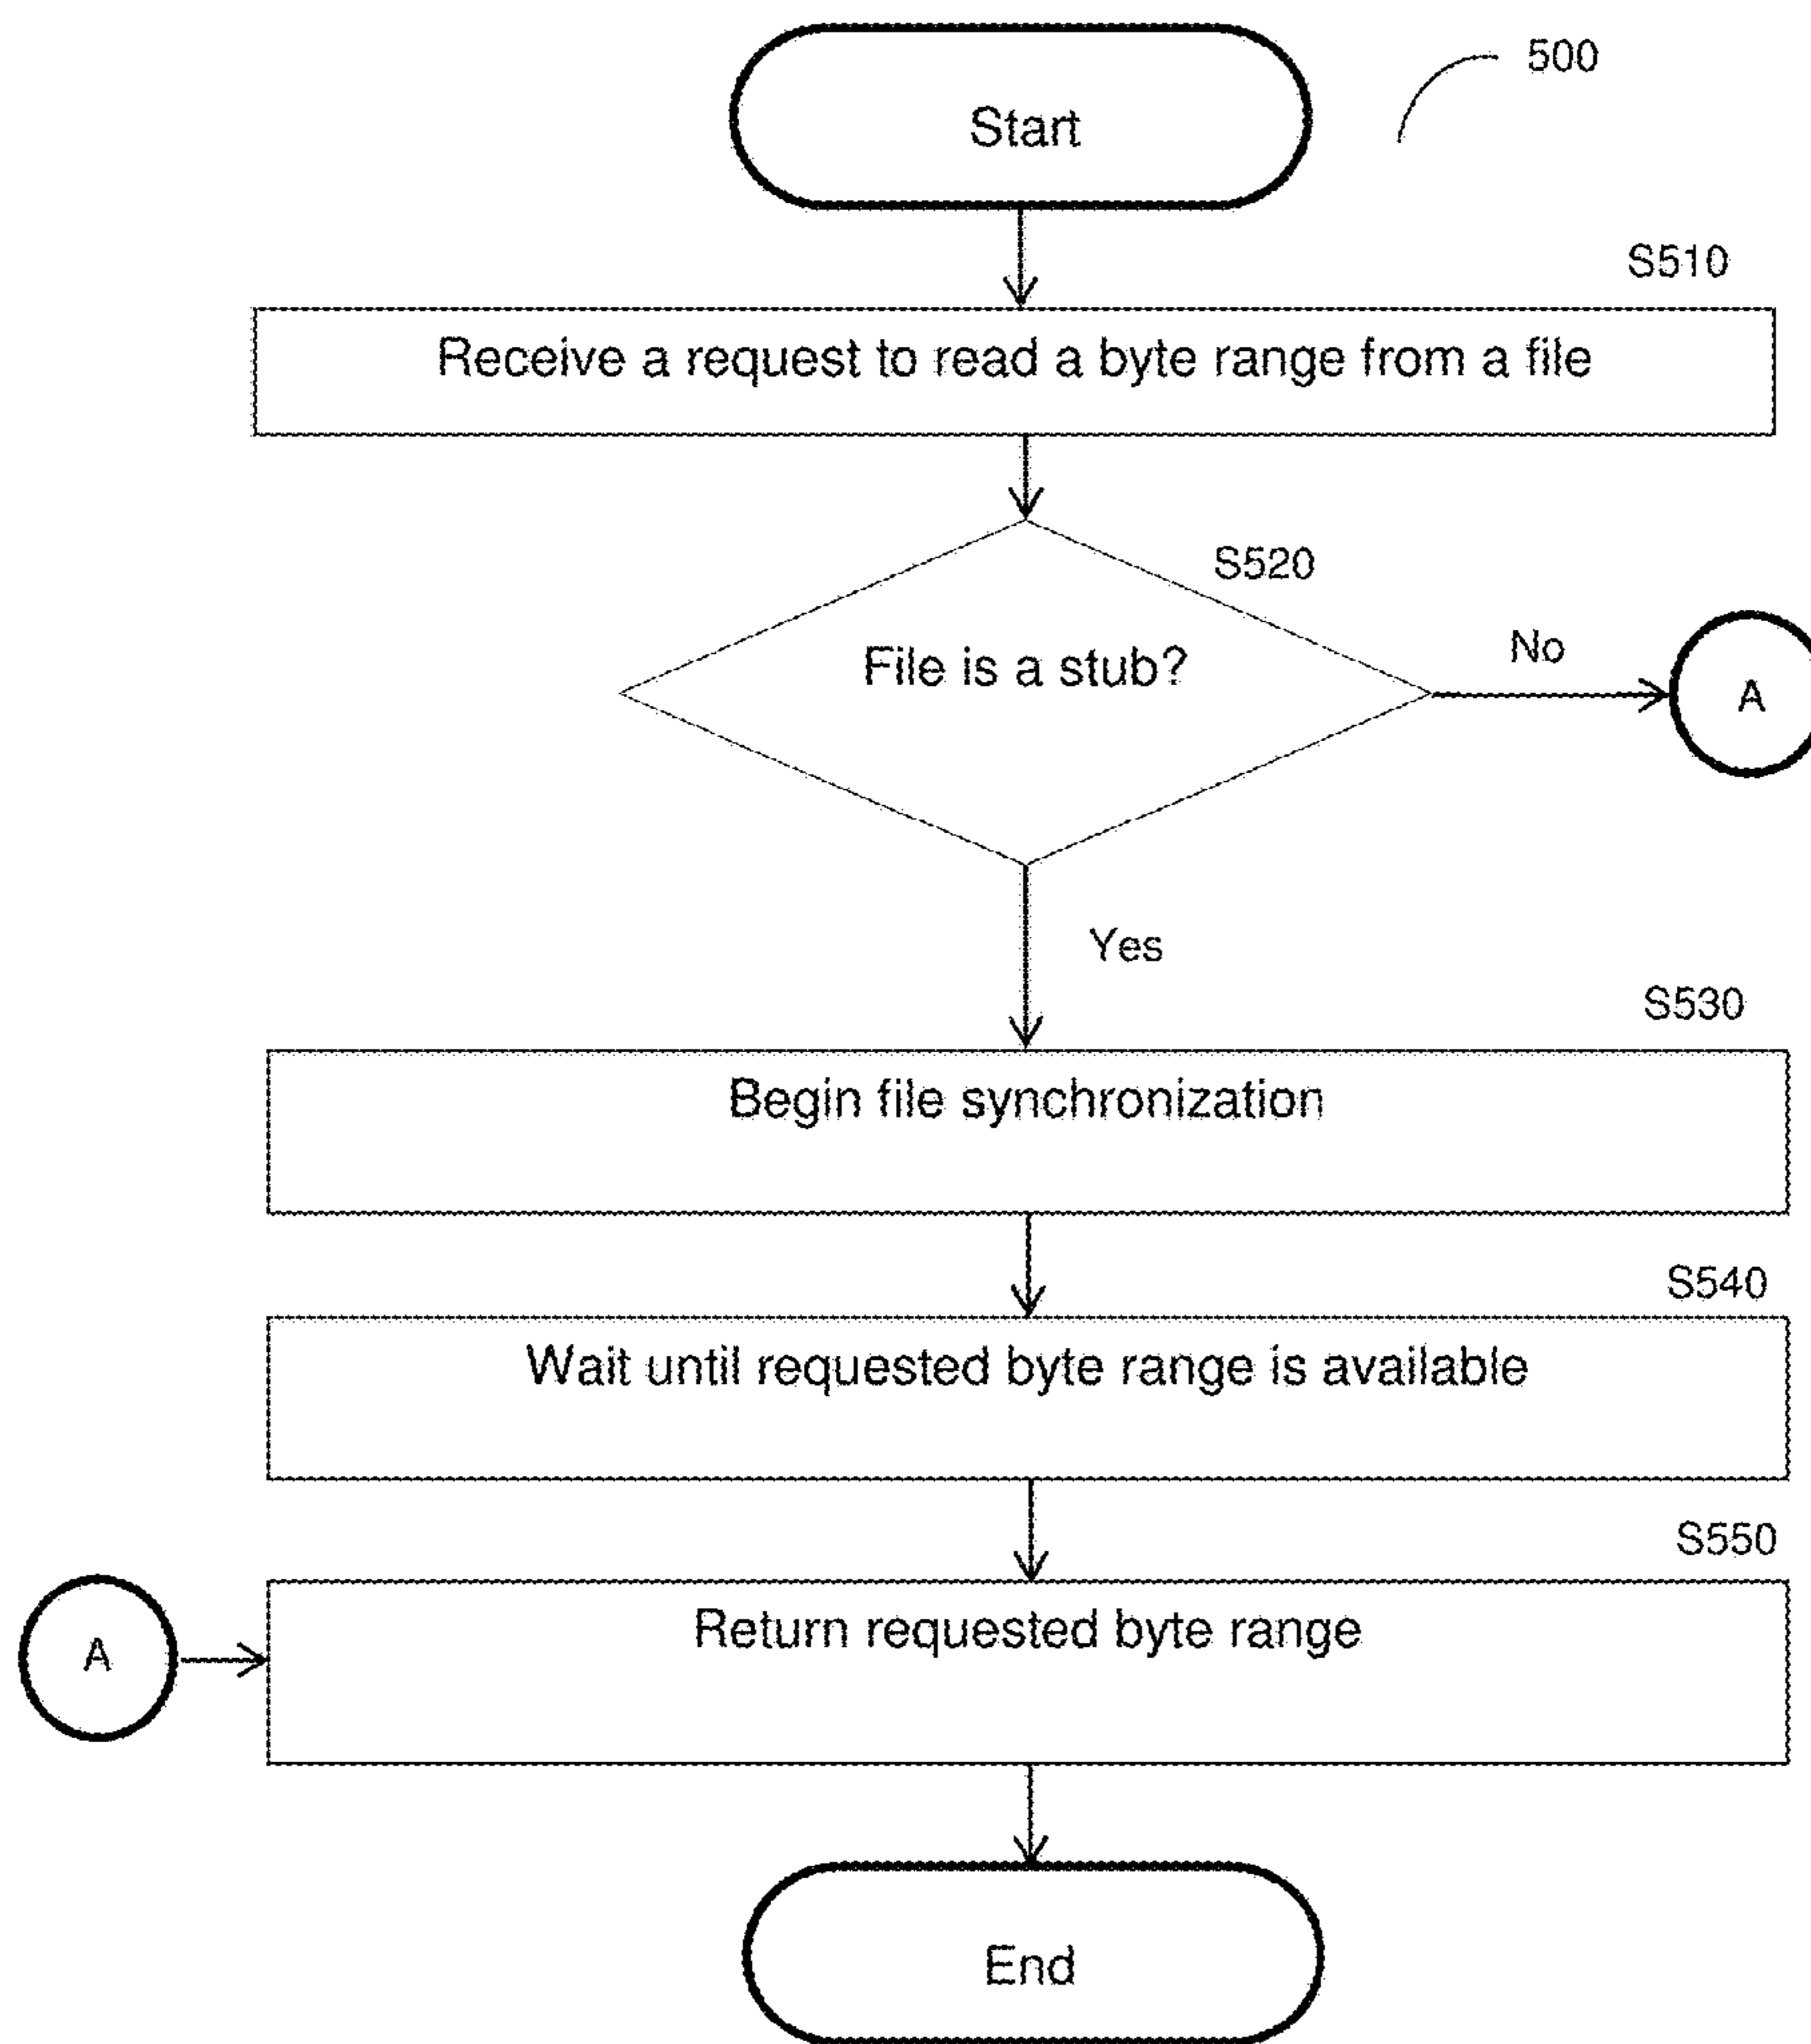 Start
500
S510
Receive a request to read a byte range from a file
S520
File is a stub?
No
A
Yes
S530
Begin file synchronization
S540
Wait until requested byte range is available
S550
A
Return requested byte range
End